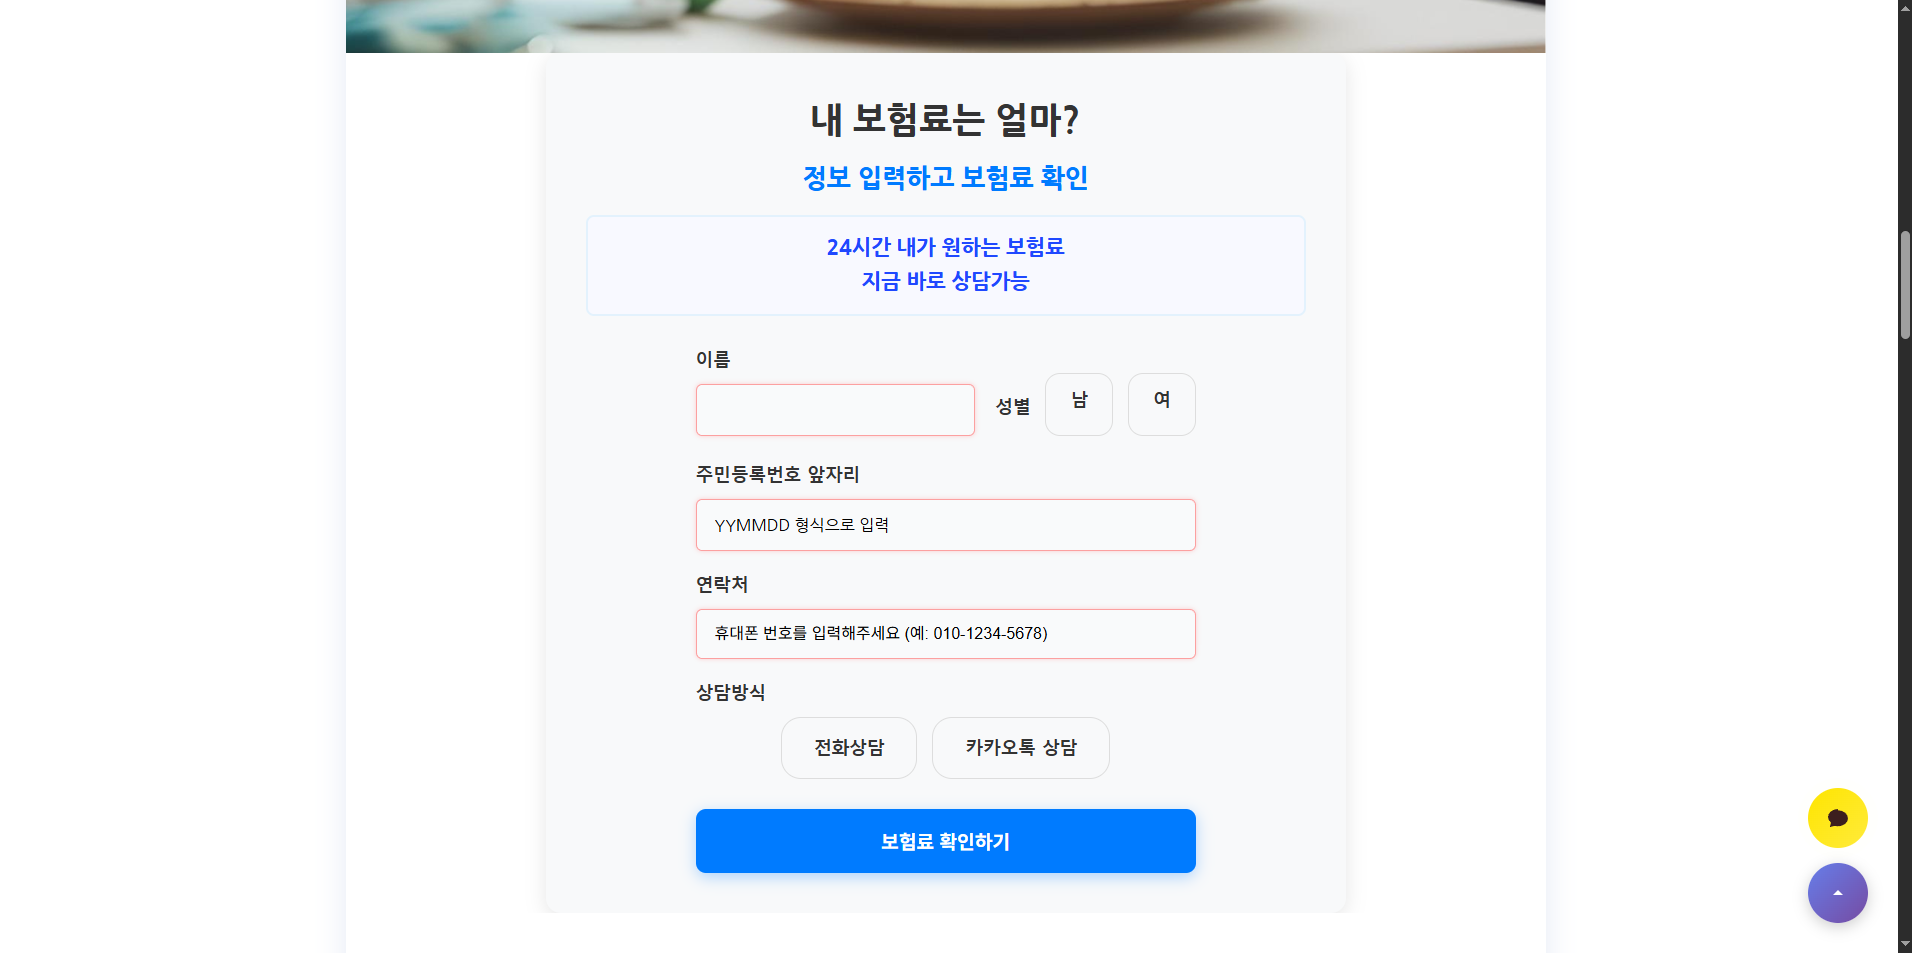 내 보험료는 얼마?
정보 입력하고 보험료 확인
24시간 내가 원하는 보험료
지금 바로 상담가능
이름
성별 남 여
주민등록번호 앞자리
YYMMDD 형식으로 입력
연락처
휴대폰 번호를 입력해주세요 (예: 010-1234-5678)
상담방식
전화상담 카카오톡 상담
보험료 확인하기